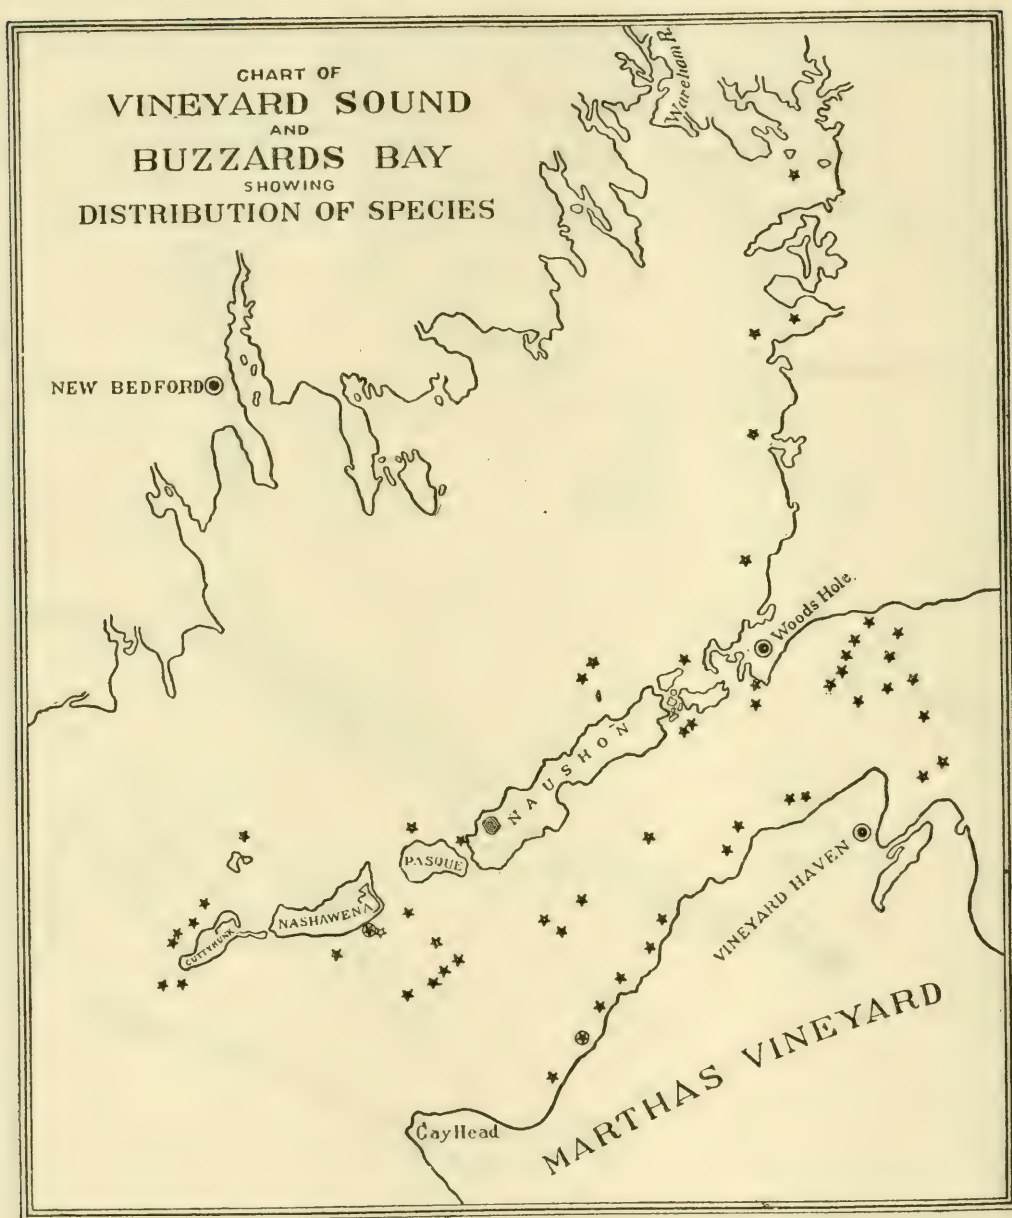 CHART OF
VINEYARD SOUND
AND
BUZZARDS BAY
SHOWING
DISTRIBUTION OF SPECIES
Wareham R.
NEW BEDFORD
Woods Hole.
NAUSHON
PASQUE
NASHAWENA
CUTTYHUNK
VINEYARD HAVEN
MARTHAS VINEYARD
Gay Head